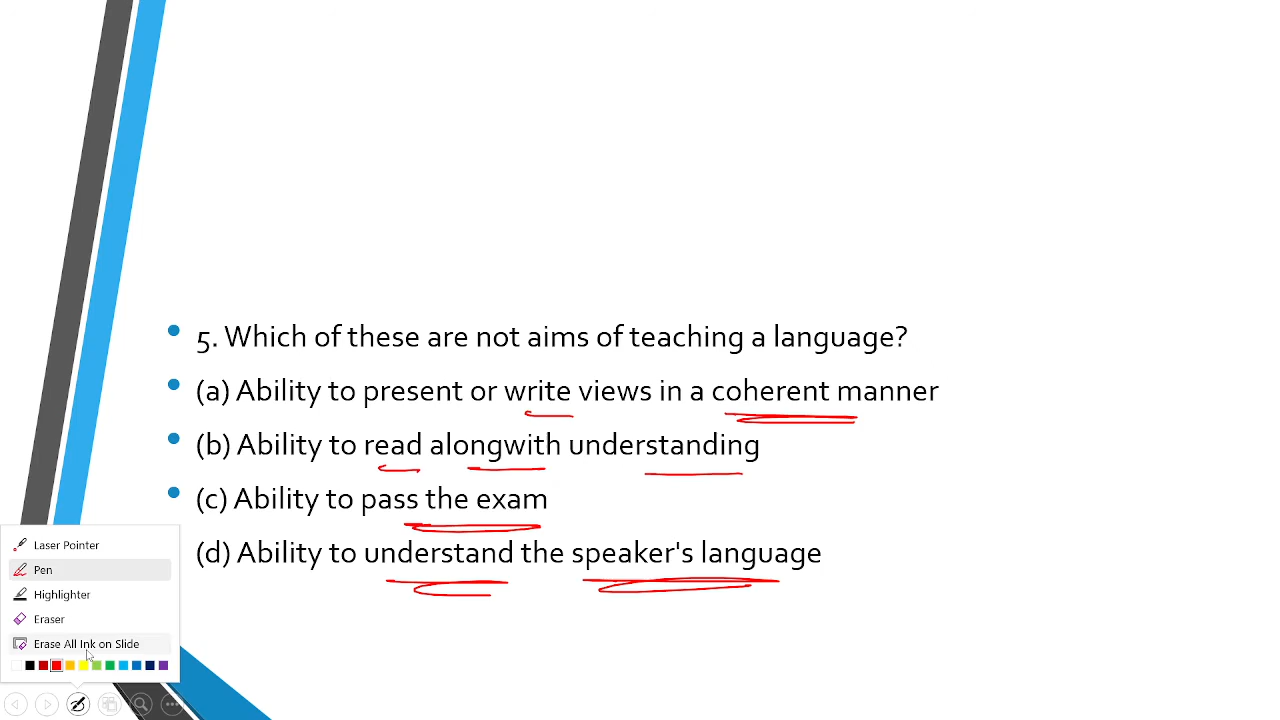 5. Which of these are not aims of teaching a language?
(a) Ability to present or write views in a coherent manner
(b) Ability to read alongwith understanding
(c) Ability to pass the exam
(d) Ability to understand the speaker's language
Laser Pointer
Pen
Highlighter
Eraser
Erase All Ink on Slide